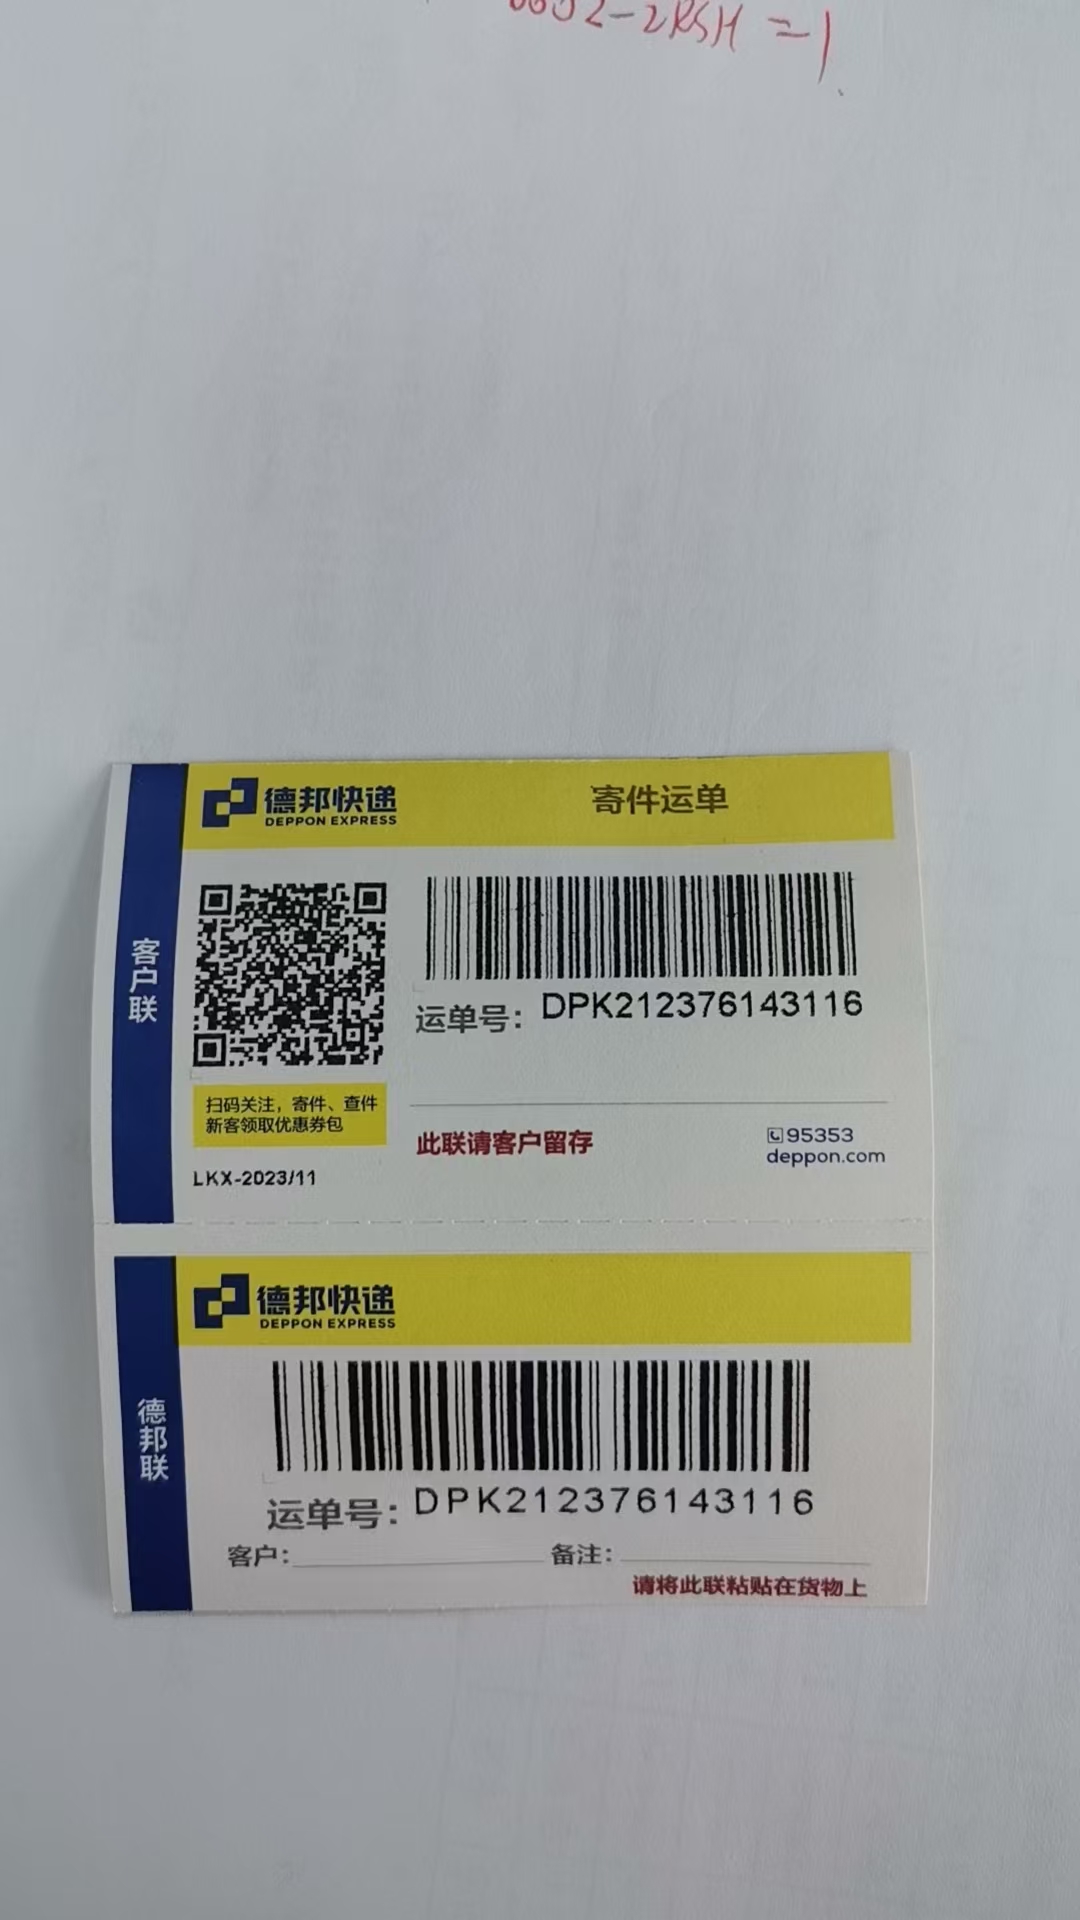 2RSH =1
德邦快递
DEPPON EXPRESS
寄件运单
客户联
运单号: DPK212376143116
扫码关注，寄件、查件
新客领取优惠券包
此联请客户留存
95353
deppon.com
LKX-2023/11
德邦快递
DEPPON EXPRESS
德邦联
运单号: DPK212376143116
客户: 备注:
请将此联粘贴在货物上